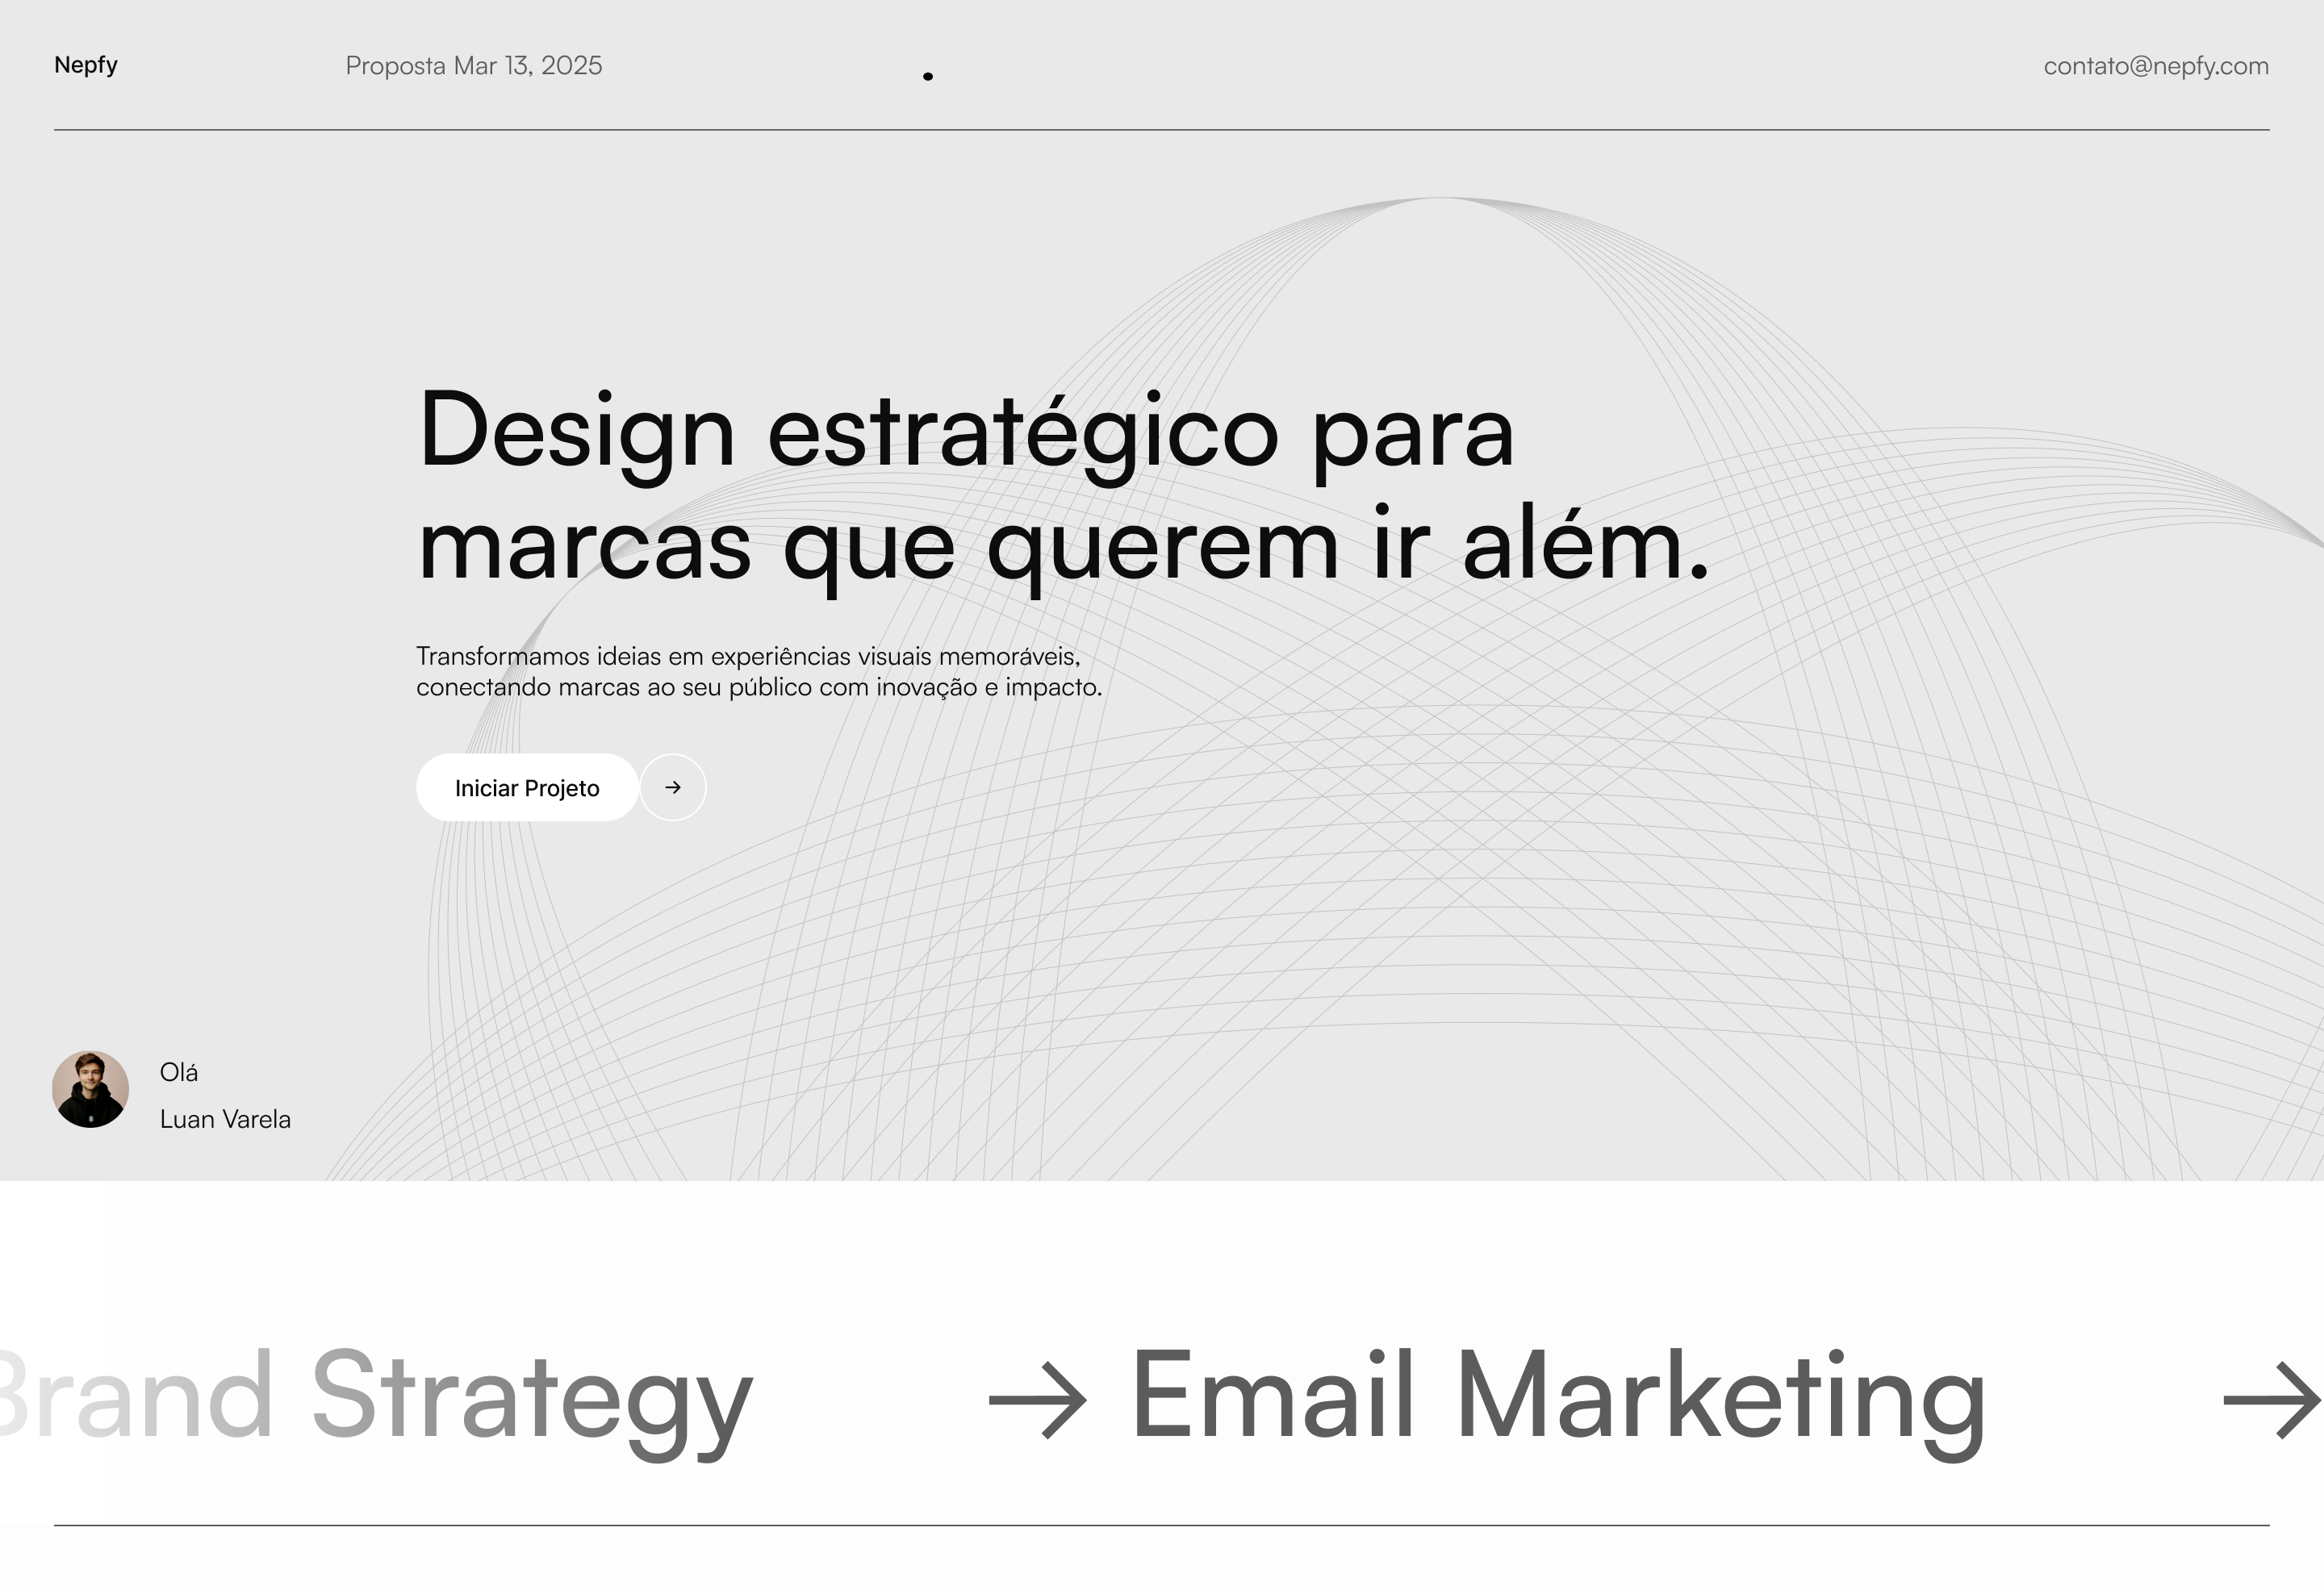 Nepfy
Proposta Mar 13, 2025
contato@nepfy.com
Design estratégico para
marcas que querem ir além.
Transformamos ideias em experiências visuais memoráveis,
conectando marcas ao seu público com inovação e impacto.
Iniciar Projeto →
Olá
Luan Varela
Brand Strategy → Email Marketing →